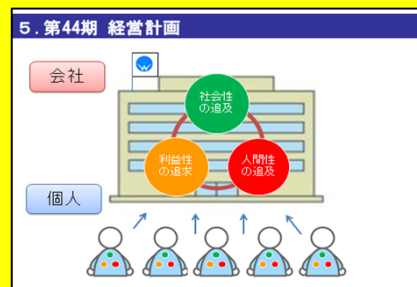 5．第44期 経営計画
会社
社会性
の追及
利益性
の追求
人間性
の追及
個人